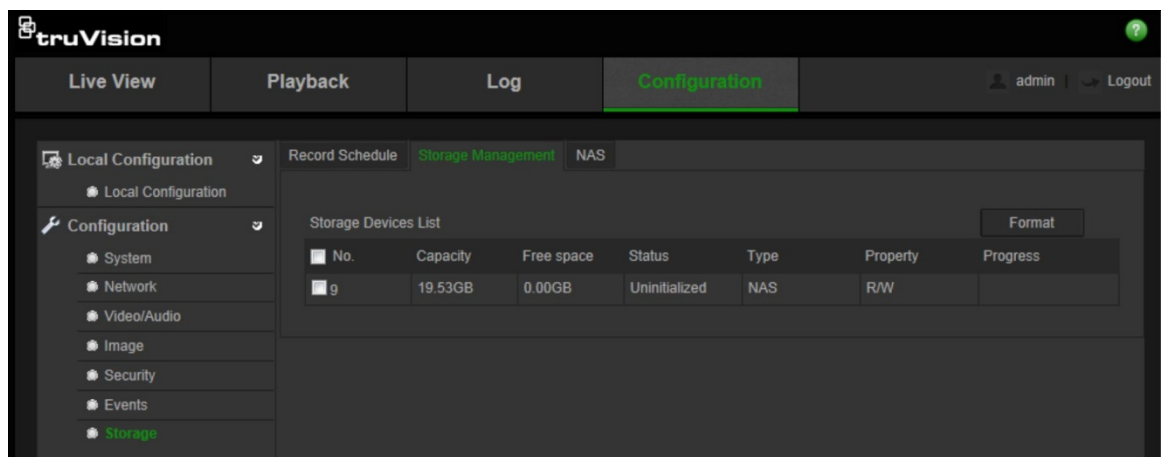 truVision
?
Live View Playback Log Configuration admin | Logout
Local Configuration
Local Configuration
Configuration
System
Network
Video/Audio
Image
Security
Events
Storage
Record Schedule Storage Management NAS
Storage Devices List Format
No. Capacity Free space Status Type Property Progress
9 19.53GB 0.00GB Uninitialized NAS R/W